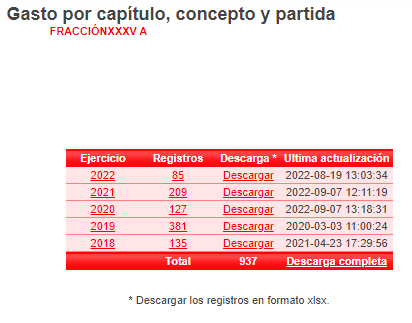 Gasto por capítulo, concepto y partida
FRACCIÓNXXXV A
Ejercicio Registros Descarga * Ultima actualización
2022 85 Descargar 2022-08-19 13:03:34
2021 209 Descargar 2022-09-07 12:11:19
2020 127 Descargar 2022-09-07 13:18:31
2019 381 Descargar 2020-03-03 11:00:24
2018 135 Descargar 2021-04-23 17:29:56
Total 937 Descarga completa
* Descargar los registros en formato xlsx.